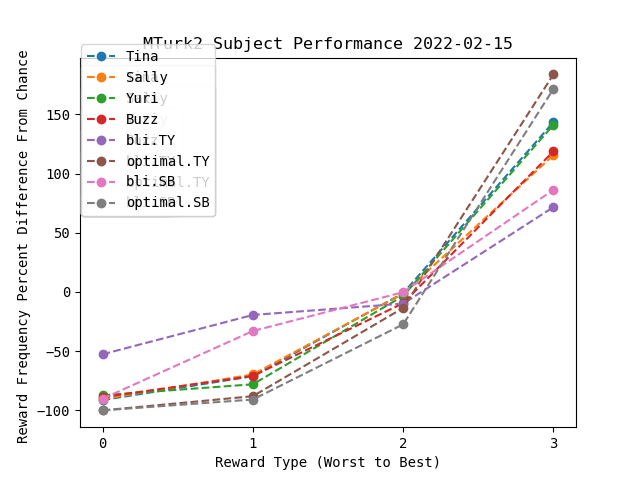 MTurk2 Subject Performance 2022-02-15
Tina
Sally
Yuri
Buzz
bli.TY
optimal.TY
bli.SB
optimal.SB
Reward Frequency Percent Difference From Chance
150
100
50
0
−50
−100
0 1 2 3
Reward Type (Worst to Best)